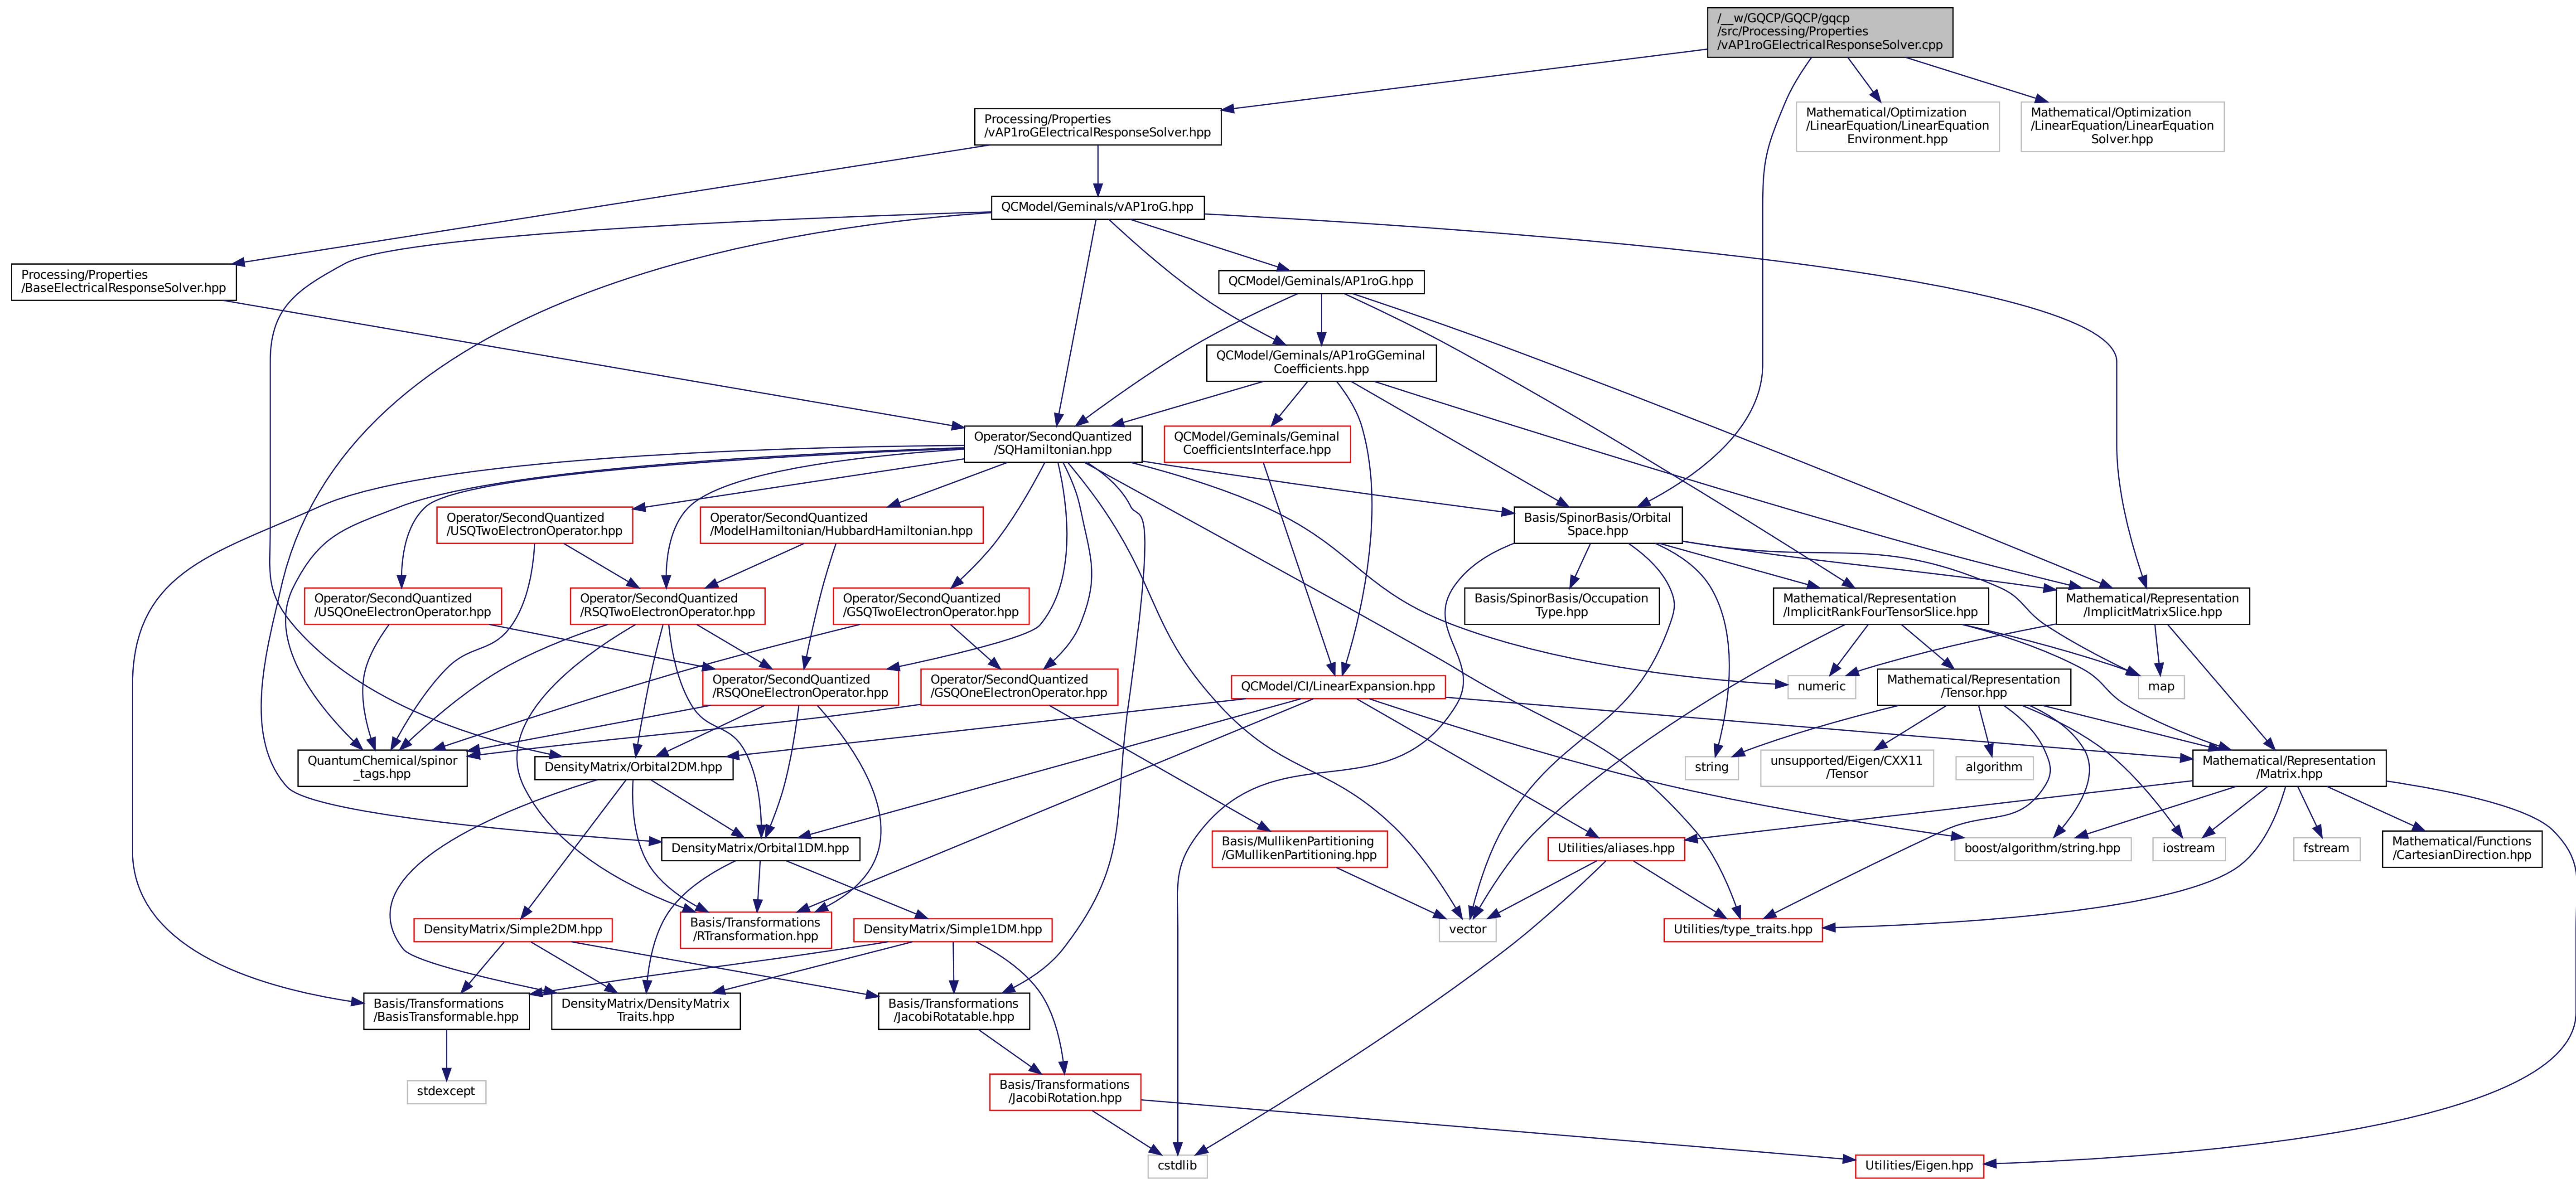 /__w/GQCP/GQCP/gqcp
/src/Processing/Properties
/vAP1roGElectricalResponseSolver.cpp
Processing/Properties
/vAP1roGElectricalResponseSolver.hpp
Mathematical/Optimization
/LinearEquation/LinearEquation
Environment.hpp
Mathematical/Optimization
/LinearEquation/LinearEquation
Solver.hpp
QCModel/Geminals/vAP1roG.hpp
Processing/Properties
/BaseElectricalResponseSolver.hpp
QCModel/Geminals/AP1roG.hpp
QCModel/Geminals/AP1roGGeminal
Coefficients.hpp
Operator/SecondQuantized
/SQHamiltonian.hpp
QCModel/Geminals/Geminal
CoefficientsInterface.hpp
Operator/SecondQuantized
/USQTwoElectronOperator.hpp
Operator/SecondQuantized
/ModelHamiltonian/HubbardHamiltonian.hpp
Basis/SpinorBasis/Orbital
Space.hpp
Operator/SecondQuantized
/USQOneElectronOperator.hpp
Operator/SecondQuantized
/RSQTwoElectronOperator.hpp
Operator/SecondQuantized
/GSQTwoElectronOperator.hpp
Basis/SpinorBasis/Occupation
Type.hpp
Mathematical/Representation
/ImplicitRankFourTensorSlice.hpp
Mathematical/Representation
/ImplicitMatrixSlice.hpp
Operator/SecondQuantized
/RSQOneElectronOperator.hpp
Operator/SecondQuantized
/GSQOneElectronOperator.hpp
QCModel/CI/LinearExpansion.hpp
numeric
Mathematical/Representation
/Tensor.hpp
map
QuantumChemical/spinor
_tags.hpp
DensityMatrix/Orbital2DM.hpp
string
unsupported/Eigen/CXX11
/Tensor
algorithm
Mathematical/Representation
/Matrix.hpp
DensityMatrix/Orbital1DM.hpp
Basis/MullikenPartitioning
/GMullikenPartitioning.hpp
Utilities/aliases.hpp
boost/algorithm/string.hpp
iostream
fstream
Mathematical/Functions
/CartesianDirection.hpp
DensityMatrix/Simple2DM.hpp
Basis/Transformations
/RTransformation.hpp
DensityMatrix/Simple1DM.hpp
vector
Utilities/type_traits.hpp
Basis/Transformations
/BasisTransformable.hpp
DensityMatrix/DensityMatrix
Traits.hpp
Basis/Transformations
/JacobiRotatable.hpp
stdexcept
Basis/Transformations
/JacobiRotation.hpp
cstdlib
Utilities/Eigen.hpp